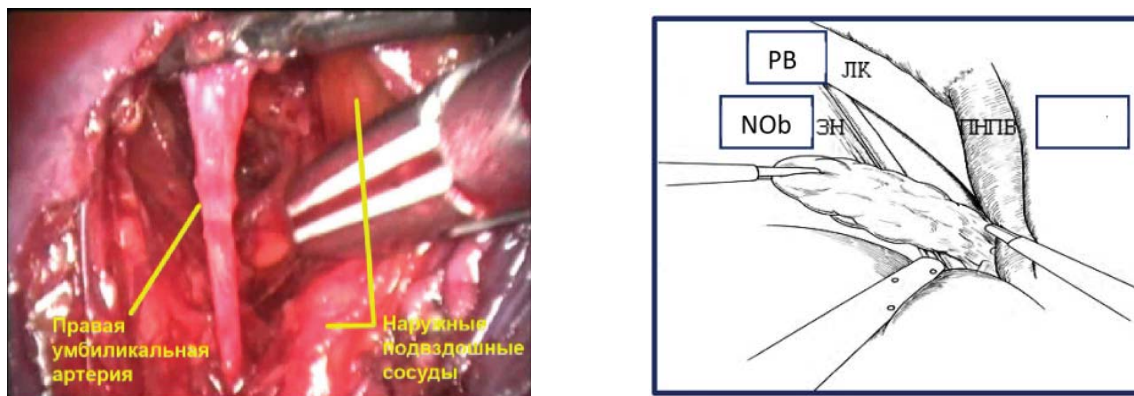 Правая
умбиликальная
артерия
Наружные
подвздошные
сосуды
PB
ЛК
NOb
ЗН
ПНПВ